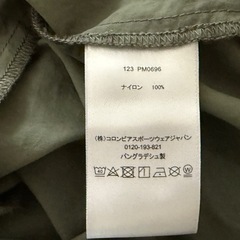 123 PM0696
ナイロン 100%
(株)コロンビアスポーツウェアジャパン
0120-193-821
バングラデシュ製